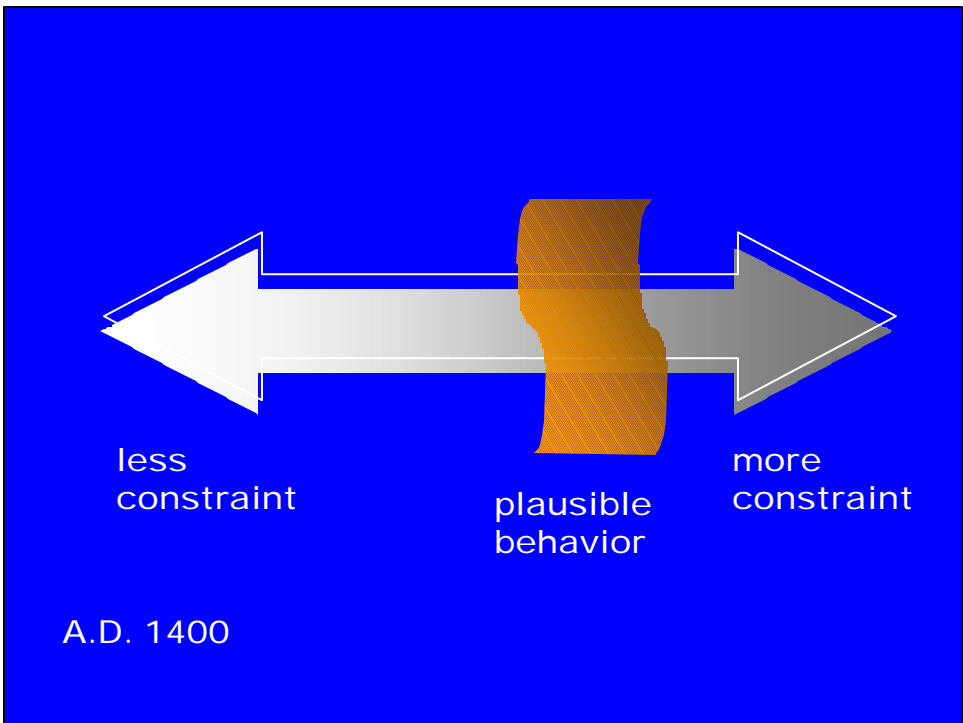 less
constraint
plausible
behavior
more
constraint
A.D. 1400